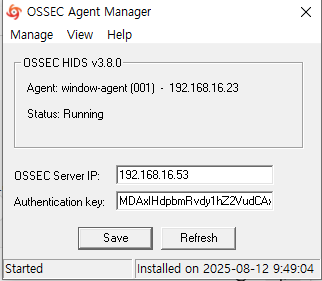 OSSEC Agent Manager
Manage View Help
OSSEC HIDS v3.8.0
Agent: window-agent (001) - 192.168.16.23
Status: Running
OSSEC Server IP: 192.168.16.53
Authentication key: MDAxIHdpbmRvdy1hZ2VudCAx
Save Refresh
Started Installed on 2025-08-12 9:49:04